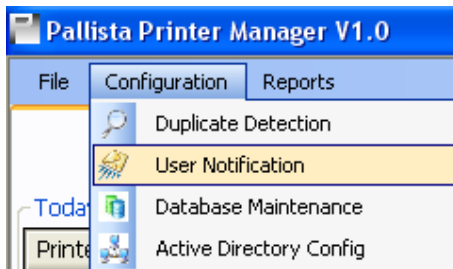 Pallista Printer Manager V1.0
File Configuration Reports
Duplicate Detection
User Notification
Database Maintenance
Active Directory Config